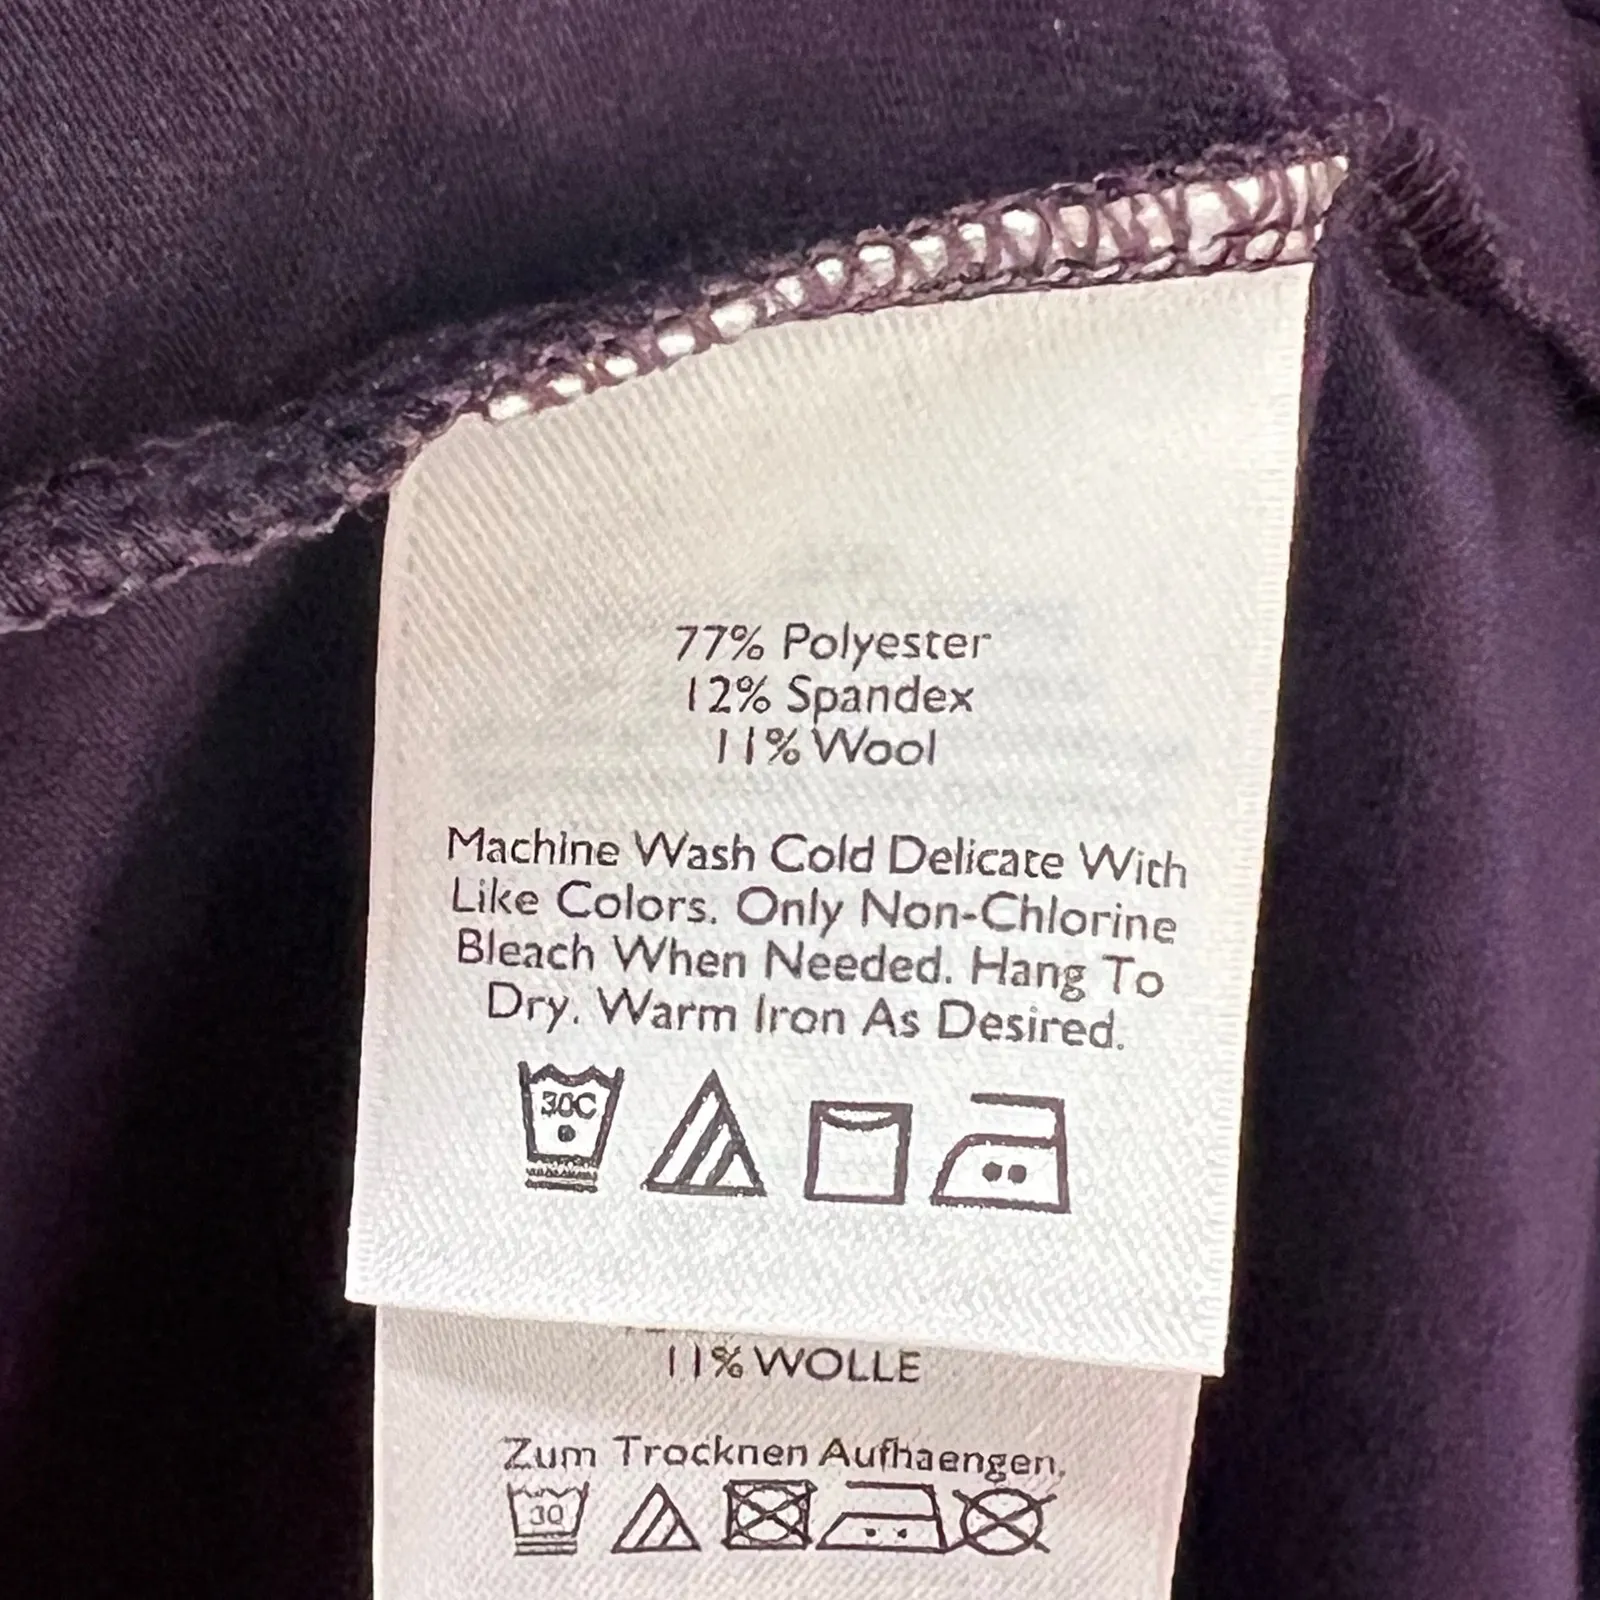 77% Polyester
12% Spandex
11% Wool
Machine Wash Cold Delicate With
Like Colors. Only Non-Chlorine
Bleach When Needed. Hang To
Dry. Warm Iron As Desired.
30C
11% WOLLE
Zum Trocknen Aufhaengen.
30